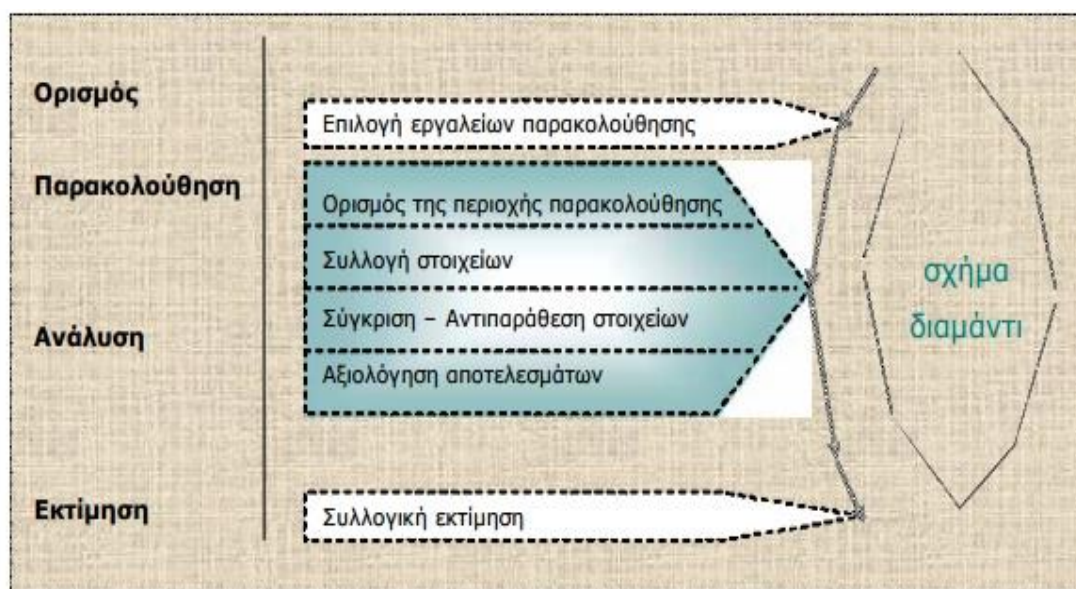 Ορισμός
Επιλογή εργαλείων παρακολούθησης
Παρακολούθηση
Ορισμός της περιοχής παρακολούθησης
Συλλογή στοιχείων
Σύγκριση – Αντιπαράθεση στοιχείων
Ανάλυση
Αξιολόγηση αποτελεσμάτων
Εκτίμηση
Συλλογική εκτίμηση
σχήμα
διαμάντι